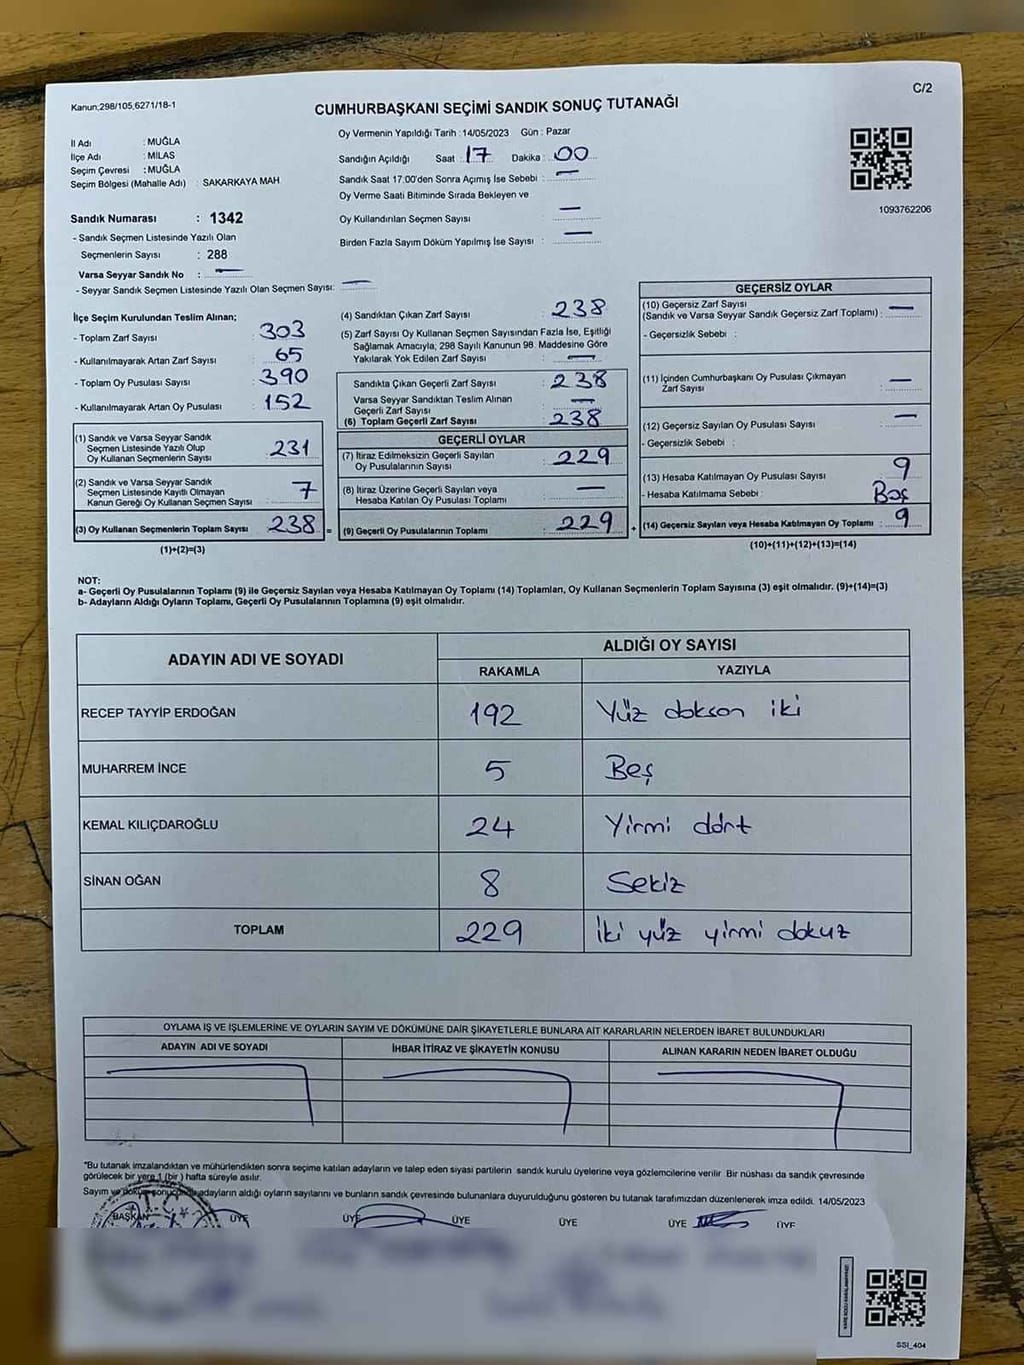 Kanun;298/105,6271/18-1
C/2
CUMHURBAŞKANI SEÇİMİ SANDIK SONUÇ TUTANAĞI
İl Adı : MUĞLA
İlçe Adı : MİLAS
Seçim Çevresi : MUĞLA
Seçim Bölgesi (Mahalle Adı) : SAKARKAYA MAH
Sandık Numarası : 1342
- Sandık Seçmen Listesinde Yazılı Olan
Seçmenlerin Sayısı : 288
Varsa Seyyar Sandık No : —
- Seyyar Sandık Seçmen Listesinde Yazılı Olan Seçmen Sayısı: —
Oy Vermenin Yapıldığı Tarih : 14/05/2023 Gün : Pazar
Sandığın Açıldığı Saat : 17 Dakika : 00
Sandık Saat 17:00'den Sonra Açımış İse Sebebi : —
Oy Verme Saati Bitiminde Sırada Bekleyen ve
Oy Kullandırılan Seçmen Sayısı —
Birden Fazla Sayım Döküm Yapılmış İse Sayısı : —
1093762206
İlçe Seçim Kurulundan Teslim Alınan;
- Toplam Zarf Sayısı : 303
- Kullanılmayarak Artan Zarf Sayısı : 65
- Toplam Oy Pusulası Sayısı : 390
- Kullanılmayarak Artan Oy Pusulası : 152
(1) Sandık ve Varsa Seyyar Sandık
Seçmen Listesinde Yazılı Olup
Oy Kullanan Seçmenlerin Sayısı : 231
(2) Sandık ve Varsa Seyyar Sandık
Seçmen Listesinde Kayıtlı Olmayan
Kanun Gereği Oy Kullanan Seçmen Sayısı : 7
(3) Oy Kullanan Seçmenlerin Toplam Sayısı : 238 =
(1)+(2)=(3)
(4) Sandıktan Çıkan Zarf Sayısı : 238
(5) Zarf Sayısı Oy Kullanan Seçmen Sayısından Fazla İse, Eşitliği
Sağlamak Amacıyla, 298 Sayılı Kanunun 98. Maddesine Göre
Yakılarak Yok Edilen Zarf Sayısı : —
Sandıkta Çıkan Geçerli Zarf Sayısı : 238
Varsa Seyyar Sandıktan Teslim Alınan
Geçerli Zarf Sayısı : —
(6) Toplam Geçerli Zarf Sayısı : 238
GEÇERLİ OYLAR
(7) İtiraz Edilmeksizin Geçerli Sayılan
Oy Pusulalarının Sayısı : 229
(8) İtiraz Üzerine Geçerli Sayılan veya
Hesaba Katılan Oy Pusulası Toplamı : —
(9) Geçerli Oy Pusulalarının Toplamı : 229 +
GEÇERSİZ OYLAR
(10) Geçersiz Zarf Sayısı
(Sandık ve Varsa Seyyar Sandık Geçersiz Zarf Toplamı) : —
- Geçersizlik Sebebi :
(11) İçinden Cumhurbaşkanı Oy Pusulası Çıkmayan
Zarf Sayısı : —
(12) Geçersiz Sayılan Oy Pusulası Sayısı : —
- Geçersizlik Sebebi :
(13) Hesaba Katılmayan Oy Pusulası Sayısı : 9
- Hesaba Katılmama Sebebi : Boş
(14) Geçersiz Sayılan veya Hesaba Katılmayan Oy Toplamı : 9
(10)+(11)+(12)+(13)=(14)
NOT:
a- Geçerli Oy Pusulalarının Toplamı (9) ile Geçersiz Sayılan veya Hesaba Katılmayan Oy Toplamı (14) Toplamları, Oy Kullanan Seçmenlerin Toplam Sayısına (3) eşit olmalıdır. (9)+(14)=(3)
b- Adayların Aldığı Oyların Toplamı, Geçerli Oy Pusulalarının Toplamına (9) eşit olmalıdır.
ADAYIN ADI VE SOYADI
ALDIĞI OY SAYISI
RAKAMLA YAZIYLA
RECEP TAYYİP ERDOĞAN 192 Yüz dokson iki
MUHARREM İNCE 5 Beş
KEMAL KILIÇDAROĞLU 24 Yirmi dört
SİNAN OĞAN 8 Sekiz
TOPLAM 229 İki yüz yirmi dokuz
OYLAMA İŞ VE İŞLEMLERİNE VE OYLARIN SAYIM VE DÖKÜMÜNE DAİR ŞİKAYETLERLE BUNLARA AİT KARARLARIN NELERDEN İBARET BULUNDUKLARI
ADAYIN ADI VE SOYADI İHBAR İTİRAZ VE ŞİKAYETİN KONUSU ALINAN KARARIN NEDEN İBARET OLDUĞU
*Bu tutanak imzalandıktan ve mühürlendikten sonra seçime katılan adayların ve talep eden siyasi partilerin sandık kurulu üyelerine veya gözlemcilerine verilir. Bir nüshası da sandık çevresinde
görülecek bir yere 1 (bir ) hafta süreyle asılır.
Sayım ve döküm sonucunda adayların aldığı oyların sayılarını ve bunların sandık çevresinde bulunanlara duyurulduğunu gösteren bu tutanak tarafımızdan düzenlenerek imza edildi. 14/05/2023
BAŞKAN ÜYE ÜYE ÜYE ÜYE ÜYE ÜYE
SSİ_404